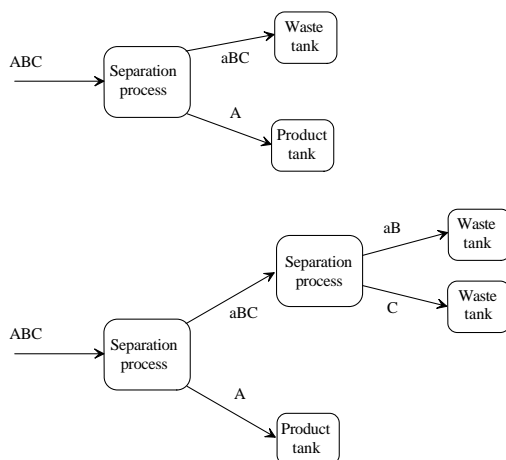 Waste
tank
ABC
aBC
Separation
process
A
Product
tank
aB
Waste
tank
Separation
process
C
Waste
tank
aBC
ABC
Separation
process
A
Product
tank